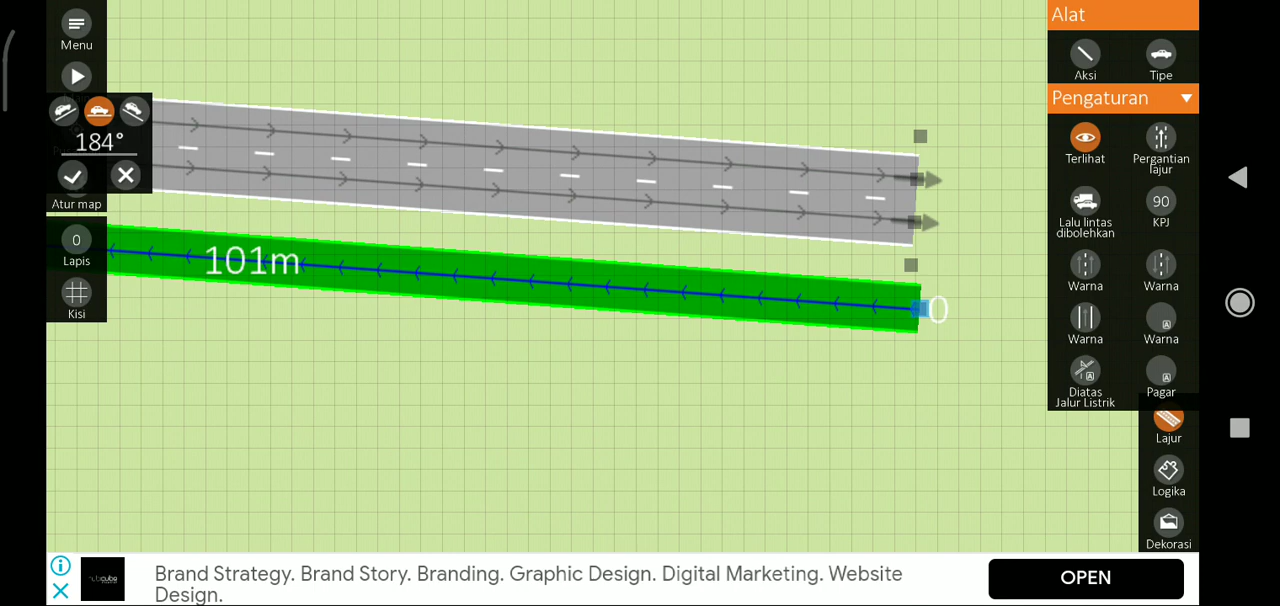 Menu
184°
Atur map
0
Lapis
Kisi
101m
0
Alat
Aksi
Tipe
Pengaturan
Terlihat
Pergantian
lajur
Lalu lintas
dibolehkan
90
KPJ
Warna
Warna
Warna
A
Warna
A
Diatas
Jalur Listrik
A
Pagar
Lajur
Logika
Dekorasi
Brand Strategy. Brand Story. Branding. Graphic Design. Digital Marketing. Website
Design.
OPEN